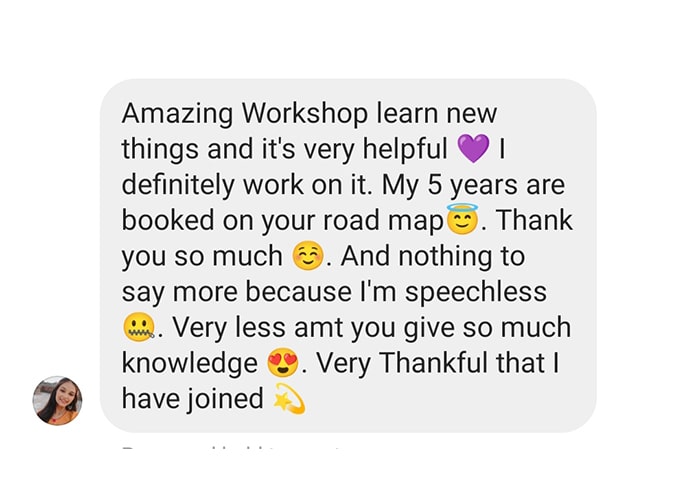 Amazing Workshop learn new
things and it's very helpful 💜 I
definitely work on it. My 5 years are
booked on your road map😇. Thank
you so much ☺️. And nothing to
say more because I'm speechless
🤐. Very less amt you give so much
knowledge 😍. Very Thankful that I
have joined 💫